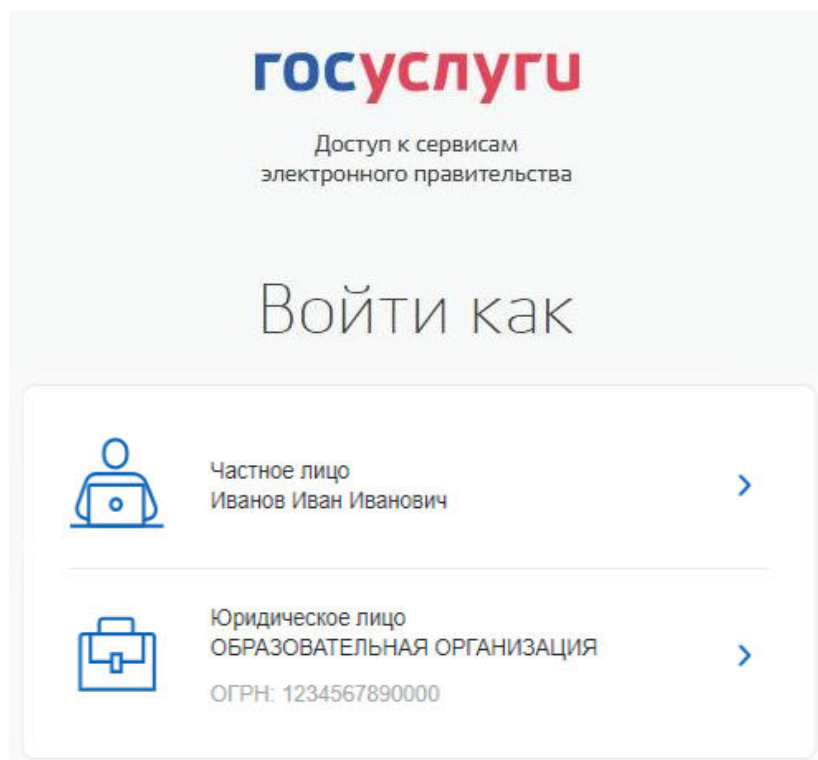 госуслуги
Доступ к сервисам
электронного правительства
Войти как
Частное лицо
Иванов Иван Иванович
Юридическое лицо
ОБРАЗОВАТЕЛЬНАЯ ОРГАНИЗАЦИЯ
ОГРН: 1234567890000